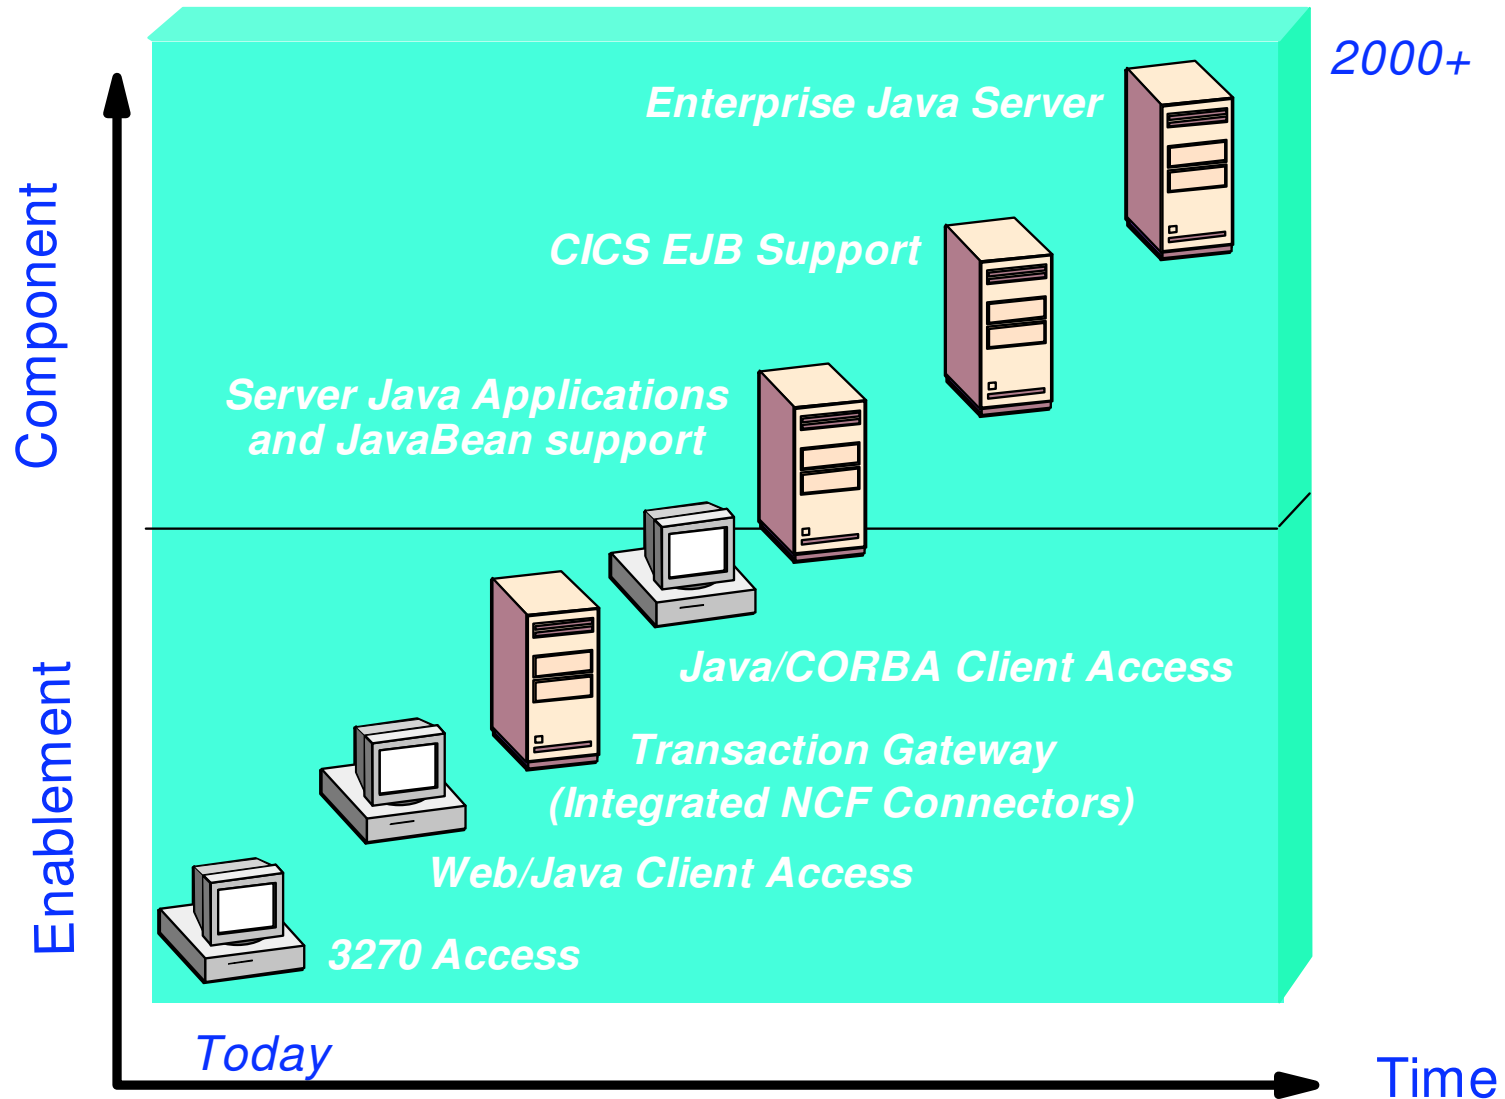 2000+
Enterprise Java Server
CICS EJB Support
Component
Server Java Applications
and JavaBean support
Java/CORBA Client Access
Enablement
Transaction Gateway
(Integrated NCF Connectors)
Web/Java Client Access
3270 Access
Today
Time